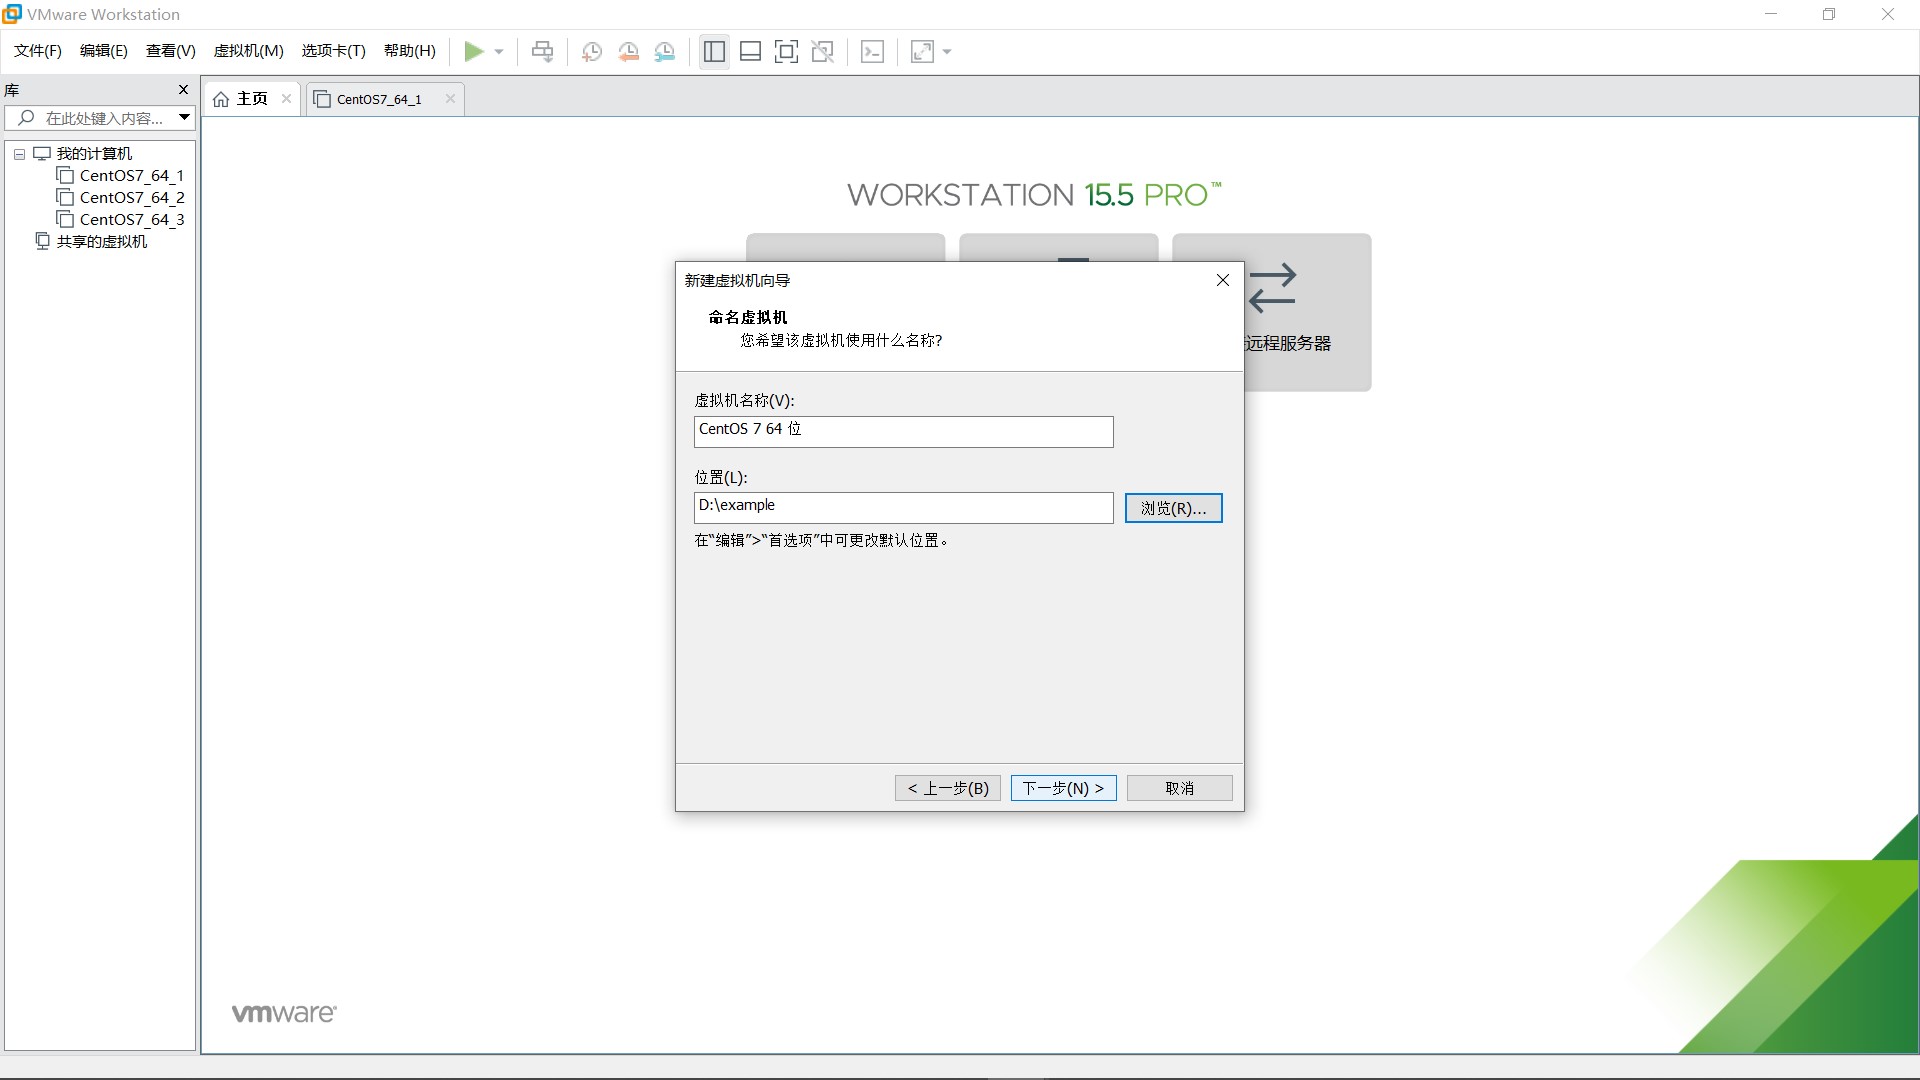 VMware Workstation
文件(F) 编辑(E) 查看(V) 虚拟机(M) 选项卡(T) 帮助(H)
库
在此处键入内容...
我的计算机
CentOS7_64_1
CentOS7_64_2
CentOS7_64_3
共享的虚拟机
主页 CentOS7_64_1
WORKSTATION 15.5 PRO™
远程服务器
新建虚拟机向导
命名虚拟机
您希望该虚拟机使用什么名称?
虚拟机名称(V):
CentOS 7 64 位
位置(L):
D:\example
浏览(R)...
在“编辑”>“首选项”中可更改默认位置。
< 上一步(B) 下一步(N) > 取消
vmware